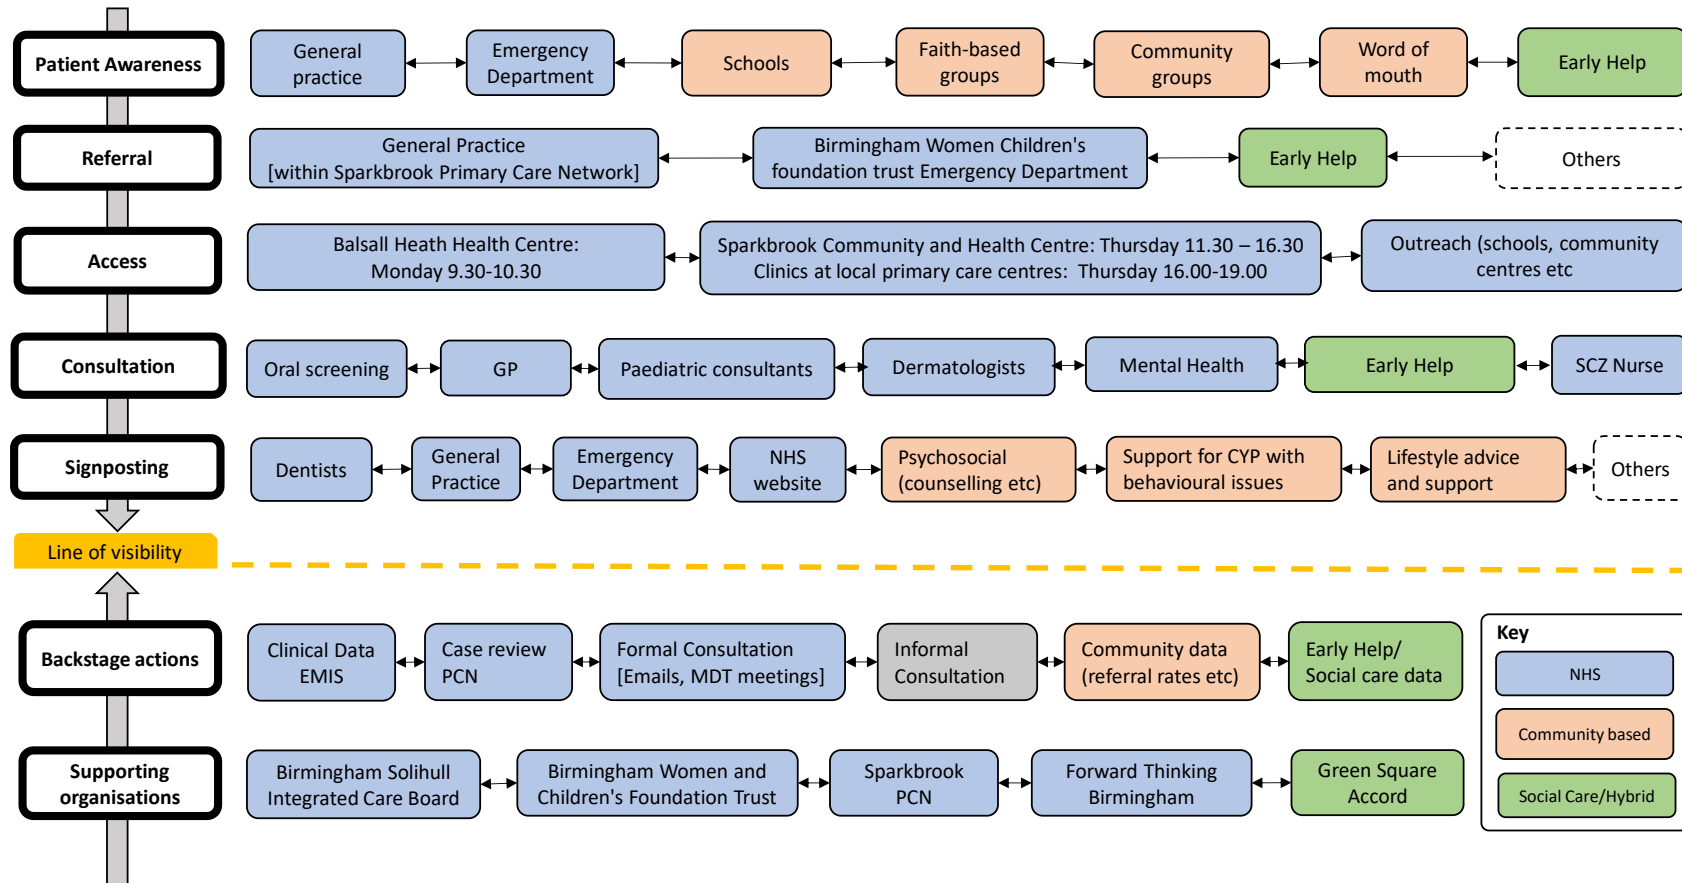 Patient Awareness
General
practice
Emergency
Department
Schools
Faith-based
groups
Community
groups
Word of
mouth
Early Help
Referral
General Practice
[within Sparkbrook Primary Care Network]
Birmingham Women Children's
foundation trust Emergency Department
Early Help
Others
Access
Balsall Heath Health Centre:
Monday 9.30-10.30
Sparkbrook Community and Health Centre: Thursday 11.30 – 16.30
Clinics at local primary care centres:  Thursday 16.00-19.00
Outreach (schools, community
centres etc
Consultation
Oral screening
GP
Paediatric consultants
Dermatologists
Mental Health
Early Help
SCZ Nurse
Signposting
Dentists
General
Practice
Emergency
Department
NHS
website
Psychosocial
(counselling etc)
Support for CYP with
behavioural issues
Lifestyle advice
and support
Others
Line of visibility
Backstage actions
Clinical Data
EMIS
Case review
PCN
Formal Consultation
[Emails, MDT meetings]
Informal
Consultation
Community data
(referral rates etc)
Early Help/
Social care data
Supporting
organisations
Birmingham Solihull
Integrated Care Board
Birmingham Women and
Children's Foundation Trust
Sparkbrook
PCN
Forward Thinking
Birmingham
Green Square
Accord
Key
NHS
Community based
Social Care/Hybrid